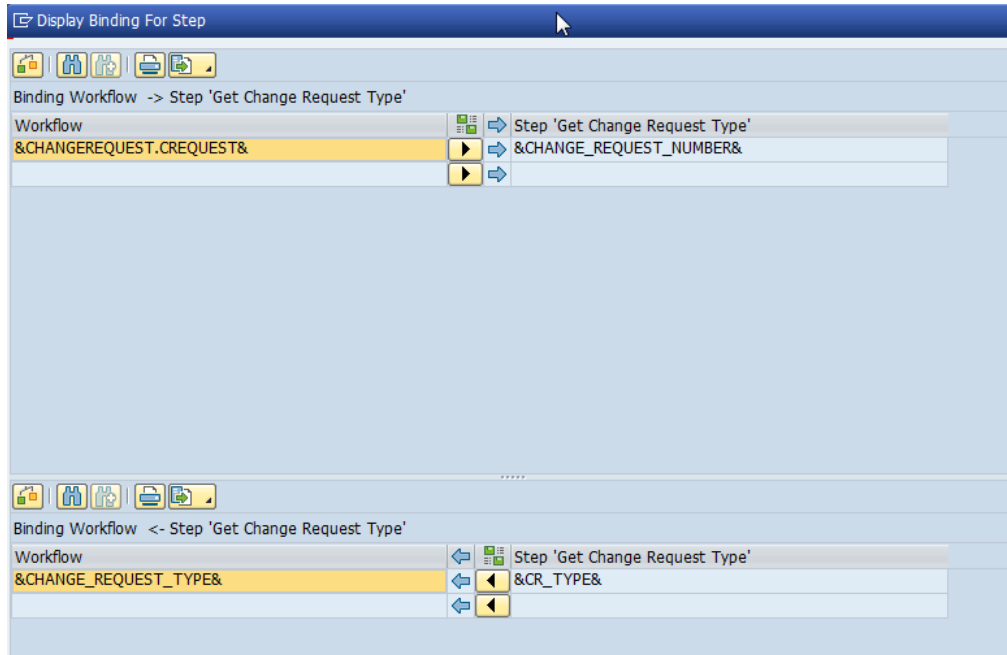 Display Binding For Step
Binding Workflow -> Step 'Get Change Request Type'
Workflow Step 'Get Change Request Type'
&CHANGEREQUEST.CREQUEST& &CHANGE_REQUEST_NUMBER&
Binding Workflow <- Step 'Get Change Request Type'
Workflow Step 'Get Change Request Type'
&CHANGE_REQUEST_TYPE& &CR_TYPE&